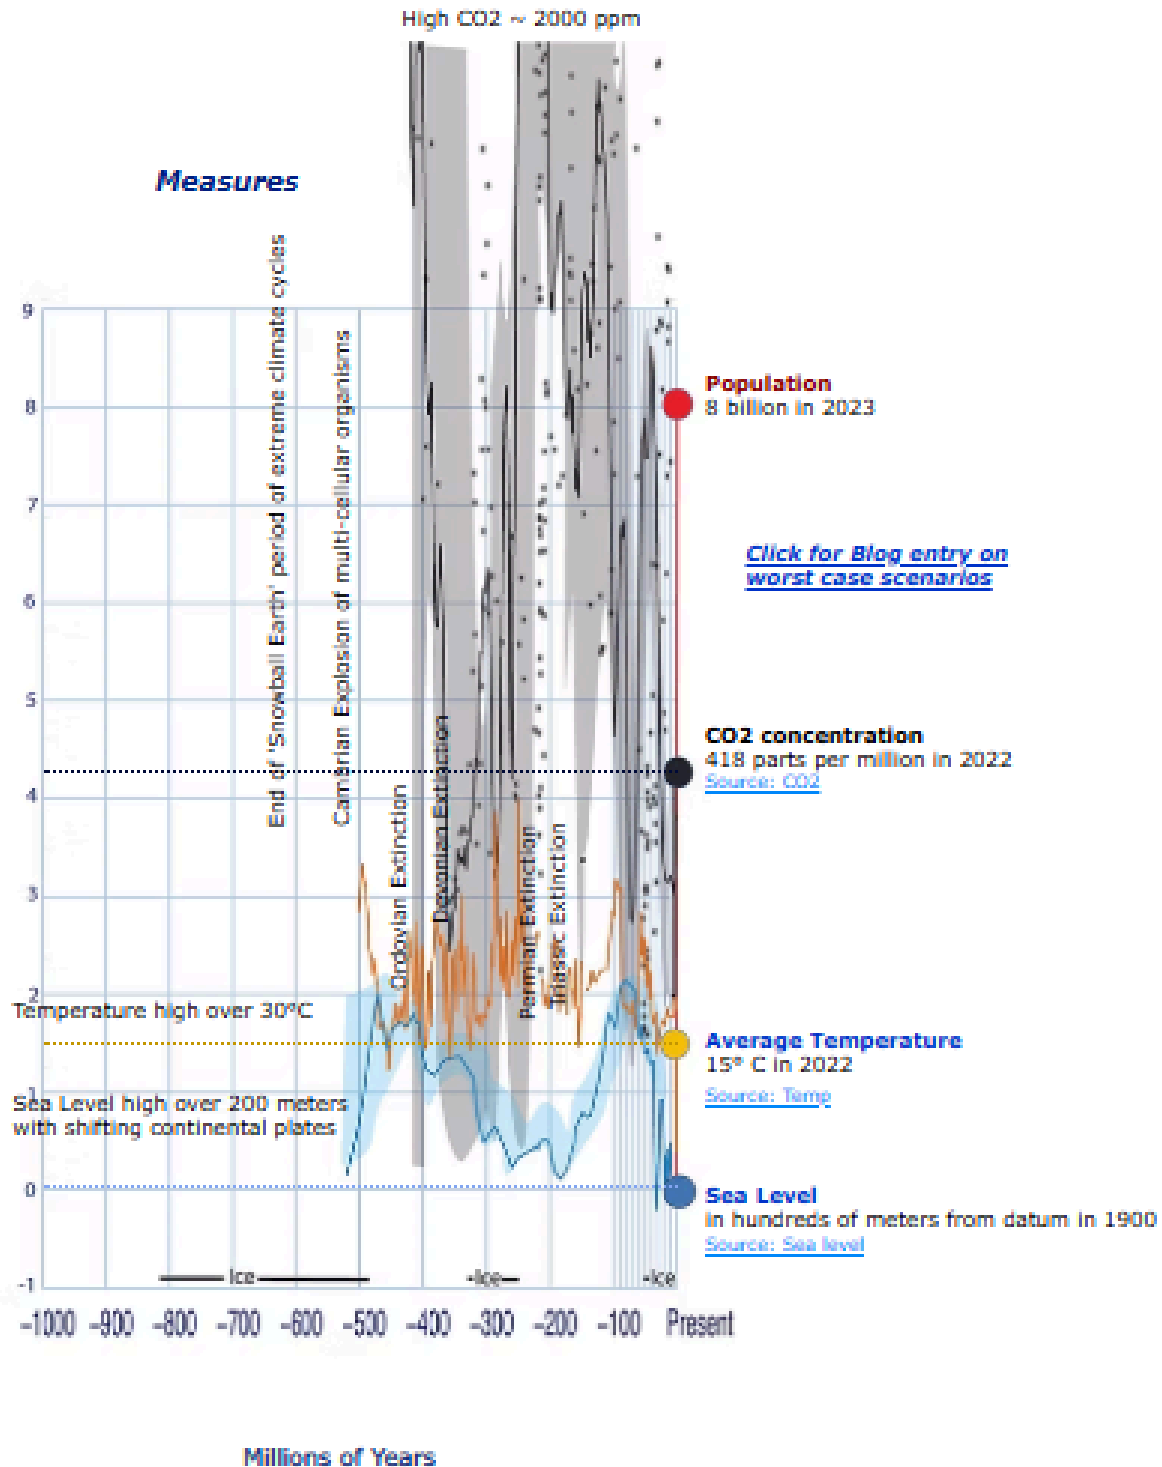 High CO2 ~ 2000 ppm
Measures
End of 'Snowball Earth' period of extreme climate cycles
Cambrian Explosion of multi-cellular organisms
Ordovian Extinction
Devonian Extinction
Permian Extinction
Triassic Extinction
9
8
7
6
5
4
3
2
1
0
-1
Population
8 billion in 2023
Click for Blog entry on
worst case scenarios
CO2 concentration
418 parts per million in 2022
Source: CO2
Temperature high over 30°C
Average Temperature
15° C in 2022
Source: Temp
Sea Level high over 200 meters
with shifting continental plates
Sea Level
in hundreds of meters from datum in 1900
Source: Sea level
Ice
Ice
Ice
-1000 -900 -800 -700 -600 -500 -400 -300 -200 -100 Present
Millions of Years